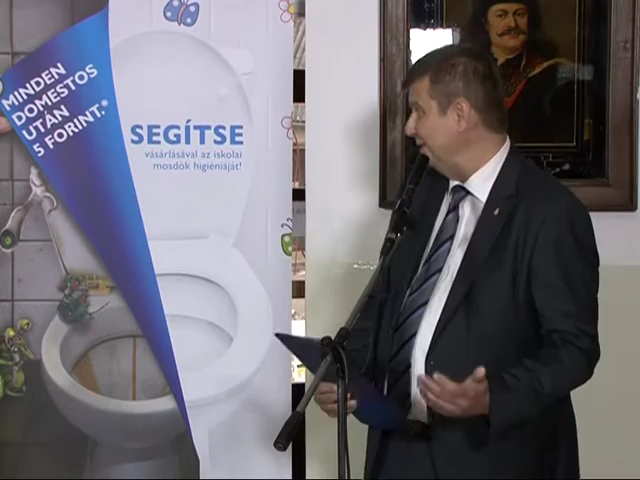 MINDEN
DOMESTOS
UTÁN
5 FORINT.*
SEGÍTSE
vásárlásával az iskolai
mosdók higiéniáját!